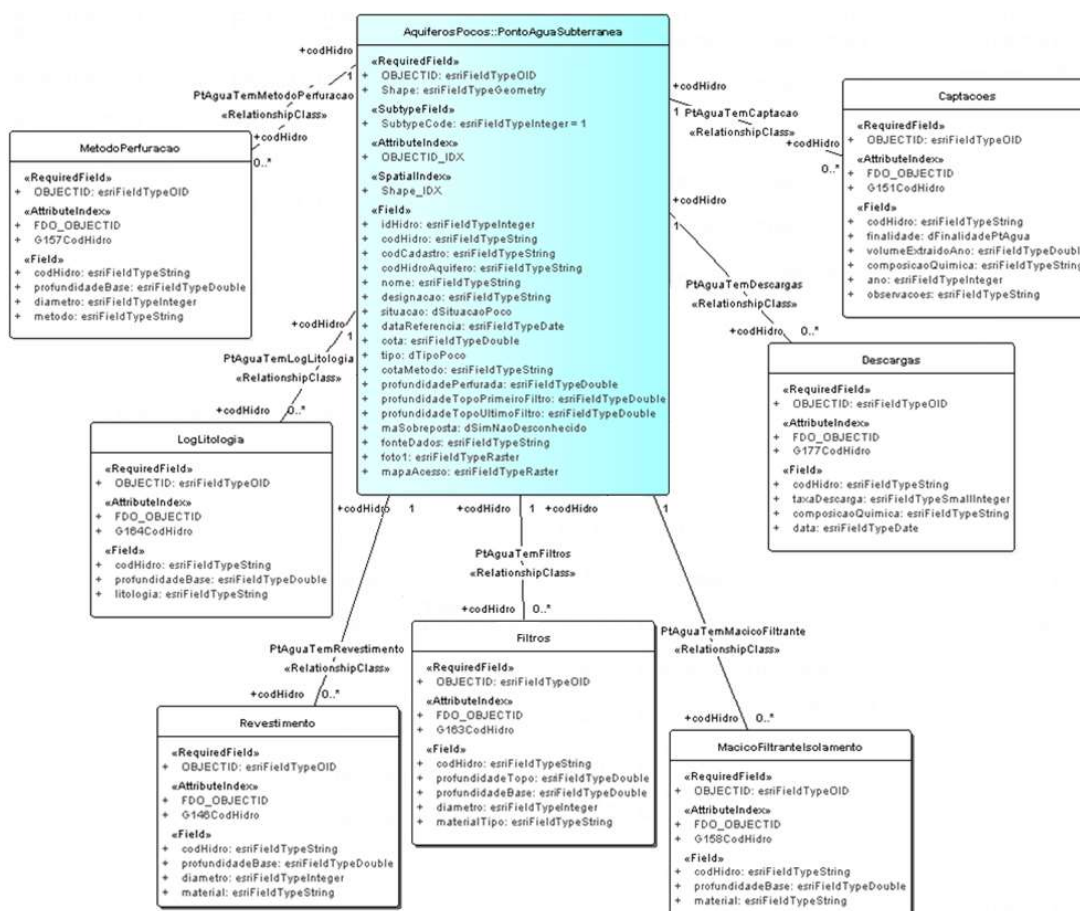 AquiferosPocos::PontoAguaSubterranea
«RequiredField»
+ OBJECTID: esriFieldTypeOID
+ Shape: esriFieldTypeGeometry
«SubtypeField»
+ SubtypeCode: esriFieldTypeInteger = 1
«AttributeIndex»
+ OBJECTID_IDX
«SpatialIndex»
+ Shape_IDX
«Field»
+ idHidro: esriFieldTypeInteger
+ codHidro: esriFieldTypeString
+ codCadastro: esriFieldTypeString
+ codHidroAquifero: esriFieldTypeString
+ nome: esriFieldTypeString
+ designacao: esriFieldTypeString
+ situacao: dSituacaoPoco
+ dataReferencia: esriFieldTypeDate
+ cota: esriFieldTypeDouble
+ tipo: dTipoPoco
+ cotaMetodo: esriFieldTypeString
+ profundidadePerfurada: esriFieldTypeDouble
+ profundidadeTopoPrimeiroFiltro: esriFieldTypeDouble
+ profundidadeTopoUltimoFiltro: esriFieldTypeDouble
+ maSobreposta: dSimNaoDesconhecido
+ fonteDados: esriFieldTypeString
+ foto1: esriFieldTypeRaster
+ mapaAcesso: esriFieldTypeRaster
+codHidro
1
PtAguaTemMetodoPerfuracao
«RelationshipClass»
+codHidro
0..*
MetodoPerfuracao
«RequiredField»
+ OBJECTID: esriFieldTypeOID
«AttributeIndex»
+ FDO_OBJECTID
+ G157CodHidro
«Field»
+ codHidro: esriFieldTypeString
+ profundidadeBase: esriFieldTypeDouble
+ diametro: esriFieldTypeInteger
+ metodo: esriFieldTypeString
+codHidro
1
PtAguaTemCaptacao
«RelationshipClass»
+codHidro
0..*
Captacoes
«RequiredField»
+ OBJECTID: esriFieldTypeOID
«AttributeIndex»
+ FDO_OBJECTID
+ G151CodHidro
«Field»
+ codHidro: esriFieldTypeString
+ finalidade: dFinalidadePtAgua
+ volumeExtraidoAno: esriFieldTypeDoubl
+ composicaoQuimica: esriFieldTypeString
+ ano: esriFieldTypeInteger
+ observacoes: esriFieldTypeString
+codHidro
1
PtAguaTemDescargas
«RelationshipClass»
+codHidro
0..*
Descargas
«RequiredField»
+ OBJECTID: esriFieldTypeOID
«AttributeIndex»
+ FDO_OBJECTID
+ G177CodHidro
«Field»
+ codHidro: esriFieldTypeString
+ taxaDescarga: esriFieldTypeSmallInteger
+ composicaoQuimica: esriFieldTypeString
+ data: esriFieldTypeDate
+codHidro
1
PtAguaTemLogLitologia
«RelationshipClass»
+codHidro
0..*
LogLitologia
«RequiredField»
+ OBJECTID: esriFieldTypeOID
«AttributeIndex»
+ FDO_OBJECTID
+ G164CodHidro
«Field»
+ codHidro: esriFieldTypeString
+ profundidadeBase: esriFieldTypeDouble
+ litologia: esriFieldTypeString
+codHidro 1
PtAguaTemRevestimento
«RelationshipClass»
+codHidro 0..*
Revestimento
«RequiredField»
+ OBJECTID: esriFieldTypeOID
«AttributeIndex»
+ FDO_OBJECTID
+ G146CodHidro
«Field»
+ codHidro: esriFieldTypeString
+ profundidadeBase: esriFieldTypeDouble
+ diametro: esriFieldTypeInteger
+ material: esriFieldTypeString
+codHidro 1
PtAguaTemFiltros
«RelationshipClass»
+codHidro 0..*
Filtros
«RequiredField»
+ OBJECTID: esriFieldTypeOID
«AttributeIndex»
+ FDO_OBJECTID
+ G163CodHidro
«Field»
+ codHidro: esriFieldTypeString
+ profundidadeTopo: esriFieldTypeDouble
+ profundidadeBase: esriFieldTypeDouble
+ diametro: esriFieldTypeInteger
+ materialTipo: esriFieldTypeString
+codHidro 1
PtAguaTemMacicoFiltrante
«RelationshipClass»
+codHidro 0..*
MacicoFiltranteIsolamento
«RequiredField»
+ OBJECTID: esriFieldTypeOID
«AttributeIndex»
+ FDO_OBJECTID
+ G158CodHidro
«Field»
+ codHidro: esriFieldTypeString
+ profundidadeBase: esriFieldTypeDouble
+ material: esriFieldTypeString